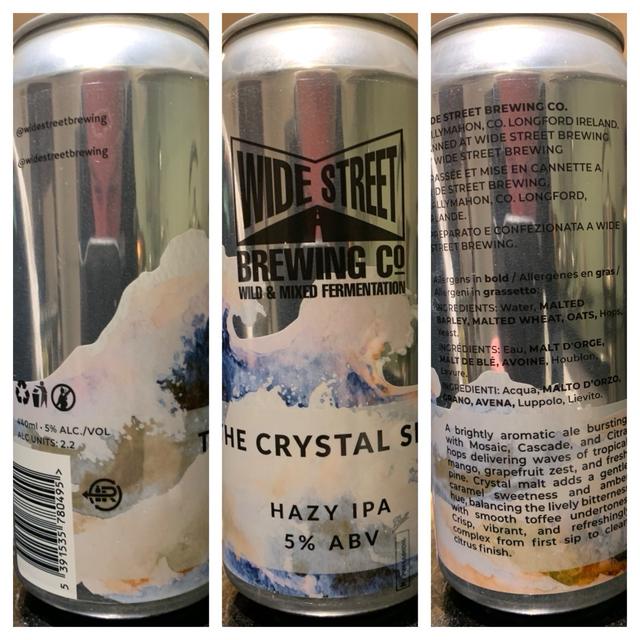 @widestreetbrewing
@widestreetbrewing
440ml · 5% ALC./VOL
ALC UNITS: 2.2
5 391535 780495 >
T
WIDE STREET
BREWING CO
WILD & MIXED FERMENTATION
THE CRYSTAL S
HAZY IPA
5% ABV
DE STREET BREWING CO.
LLYMAHON, CO. LONGFORD IRELAND.
NNED AT WIDE STREET BREWING
WIDE STREET BREWING
RASSÉE ET MISE EN CANNETTE A
DE STREET BREWING
LLYMAHON, CO. LONGFORD,
LANDE.
REPARATO E CONFEZIONATA A WIDE
STREET BREWING.
Allergens in bold / Allergènes en gras /
Allergeni in grassetto:
INGREDIENTS: Water, MALTED
BARLEY, MALTED WHEAT, OATS, Hops,
Yeast.
INGRÉDIENTS: Eau, MALT D'ORGE,
MALT DE BLÉ, AVOINE, Houblon,
Levure.
INGREDIENTI: Acqua, MALTO D'ORZO,
GRANO, AVENA, Luppolo, Lievito.
A brightly aromatic ale bursting
with Mosaic, Cascade, and Citra
hops delivering waves of tropical
mango, grapefruit zest, and fresh
pine. Crystal malt adds a gentle
caramel sweetness and amber
hue, balancing the lively bitterness
with smooth toffee undertones
Crisp, vibrant, and refreshingly
complex from first sip to clean
citrus finish.